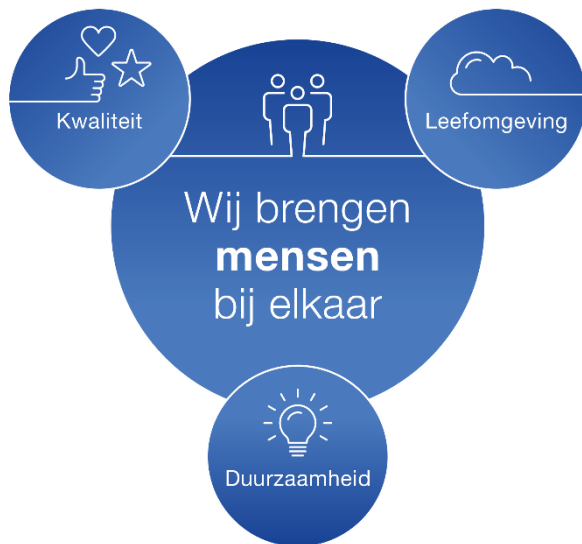 Kwaliteit
Leefomgeving
Wij brengen
mensen
bij elkaar
Duurzaamheid